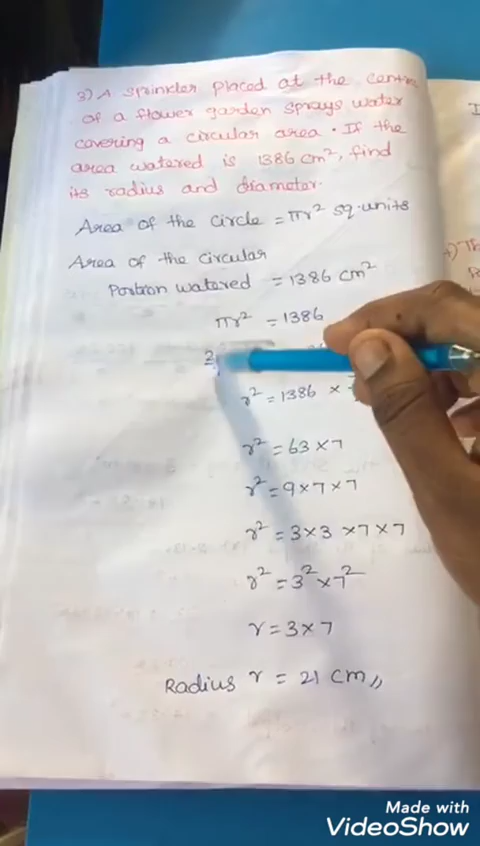 3) A sprinkler placed at the centre
of a flower garden sprays water
covering a circular area. If the
area watered is 1386 cm², find
its radius and diameter.
Area of the circle = πr² sq.units
Area of the circular
Portion watered = 1386 cm²
πr² = 1386
r² = 1386 ×
r² = 63 × 7
r² = 9 × 7 × 7
r² = 3 × 3 × 7 × 7
r² = 3² × 7²
r = 3 × 7
Radius r = 21 cm//
Made with
VideoShow